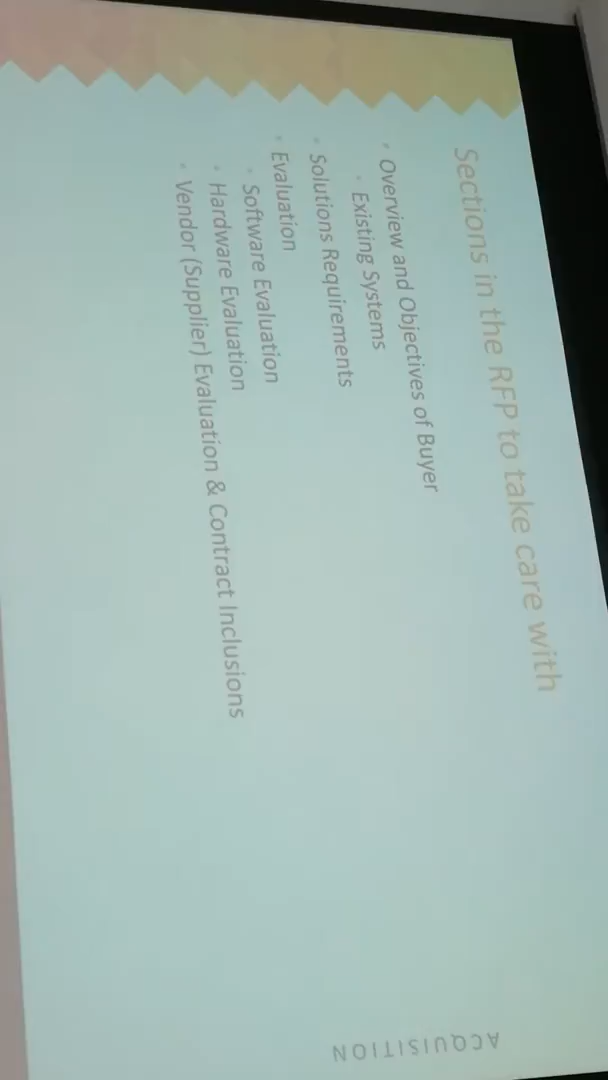 Sections in the RFP to take care with
Overview and Objectives of Buyer
Existing Systems
Solutions Requirements
Evaluation
Software Evaluation
Hardware Evaluation
Vendor (Supplier) Evaluation & Contract Inclusions
ACQUISITION